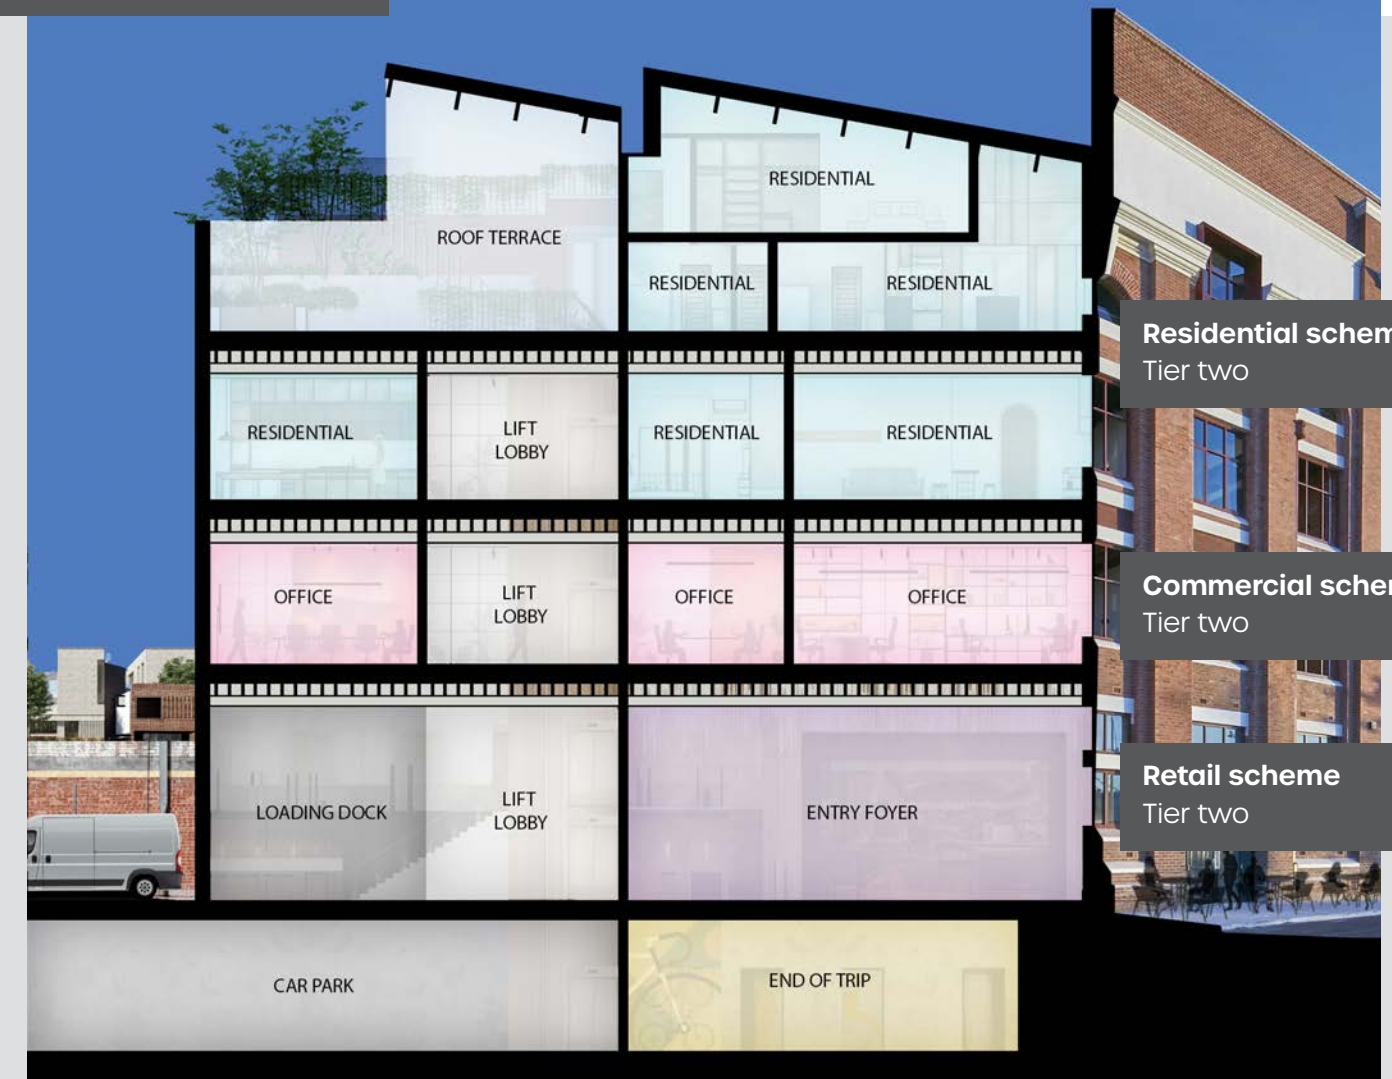 RESIDENTIAL
ROOF TERRACE
RESIDENTIAL
RESIDENTIAL
Residential schem
Tier two
RESIDENTIAL
LIFT
LOBBY
RESIDENTIAL
RESIDENTIAL
OFFICE
LIFT
LOBBY
OFFICE
OFFICE
Commercial scher
Tier two
Retail scheme
Tier two
LOADING DOCK
LIFT
LOBBY
ENTRY FOYER
CAR PARK
END OF TRIP